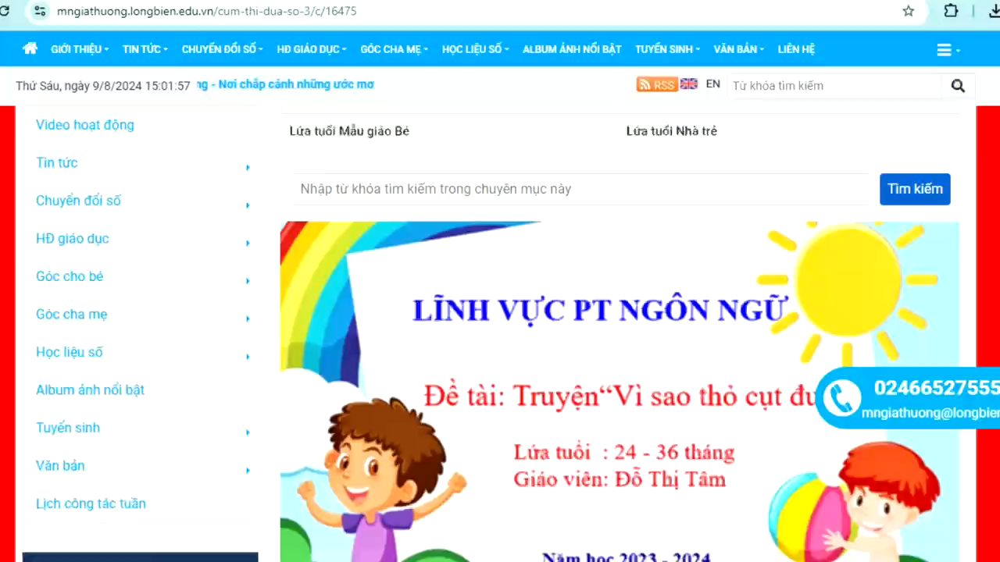 mngiathuong.longbien.edu.vn/cum-thi-dua-so-3/c/16475
GIỚI THIỆU TIN TỨC CHUYỂN ĐỔI SỐ HĐ GIÁO DỤC GÓC CHA MẸ HỌC LIỆU SỐ ALBUM ẢNH NỔI BẬT TUYỂN SINH VĂN BẢN LIÊN HỆ
Thứ Sáu, ngày 9/8/2024 15:01:57 ng - Nơi chắp cánh những ước mơ RSS EN Từ khóa tìm kiếm
Video hoạt động
Tin tức
Chuyển đổi số
HĐ giáo dục
Góc cho bé
Góc cha mẹ
Học liệu số
Album ảnh nổi bật
Tuyển sinh
Văn bản
Lịch công tác tuần
Lứa tuổi Mẫu giáo Bé Lứa tuổi Nhà trẻ
Nhập từ khóa tìm kiếm trong chuyên mục này Tìm kiếm
LĨNH VỰC PT NGÔN NGỮ
Đề tài: Truyện“Vì sao thỏ cụt đu
Lứa tuổi : 24 - 36 tháng
Giáo viên: Đỗ Thị Tâm
Năm học 2023 - 2024
02466527555
mngiathuong@longbien